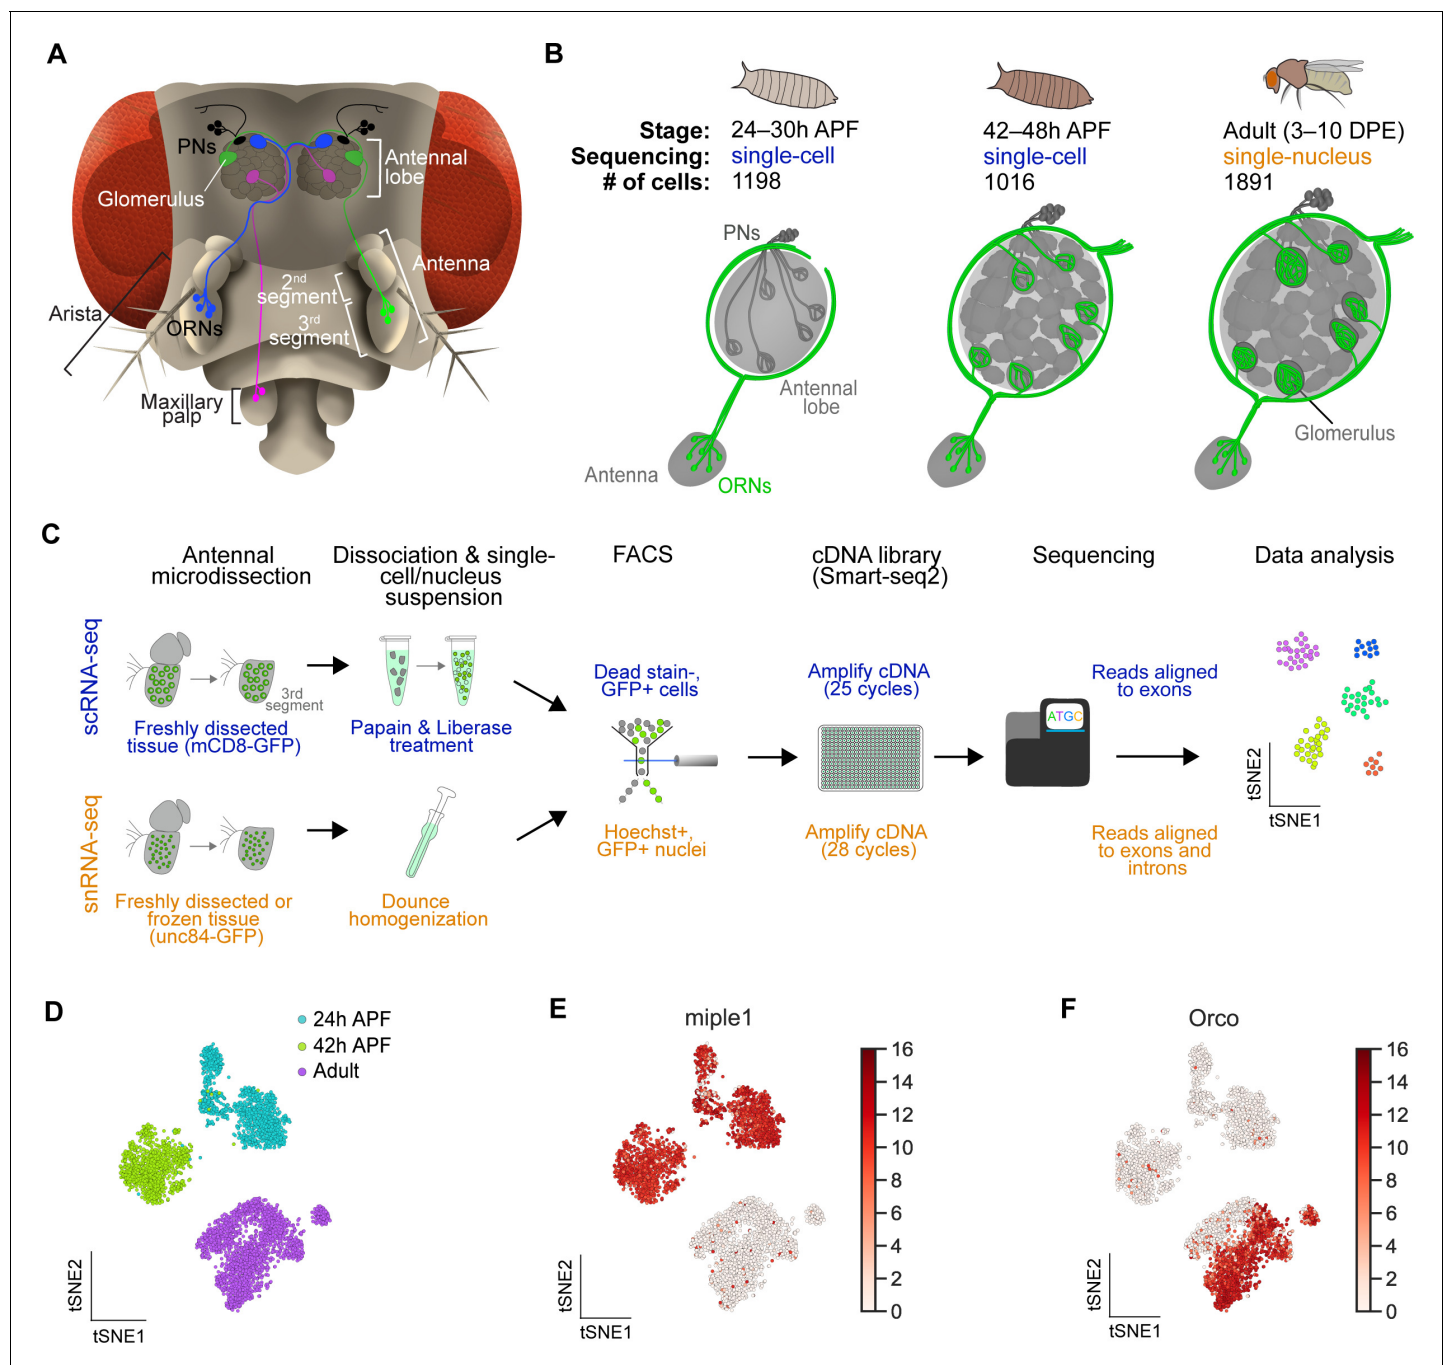 A
PNs
Glomerulus
Antennal
lobe
Antenna
2nd
segment
3rd
segment
Arista
ORNs
Maxillary
palp
B
Stage: 24–30h APF 42–48h APF Adult (3–10 DPE)
Sequencing: single-cell single-cell single-nucleus
# of cells: 1198 1016 1891
PNs
Antennal
lobe
Antenna
ORNs
Glomerulus
C
Antennal
microdissection
Dissociation & single-
cell/nucleus
suspension
FACS
cDNA library
(Smart-seq2)
Sequencing
Data analysis
scRNA-seq
3rd
segment
Freshly dissected
tissue (mCD8-GFP)
Papain & Liberase
treatment
Dead stain-,
GFP+ cells
Amplify cDNA
(25 cycles)
ATGC
Reads aligned
to exons
snRNA-seq
Freshly dissected or
frozen tissue
(unc84-GFP)
Dounce
homogenization
Hoechst+,
GFP+ nuclei
Amplify cDNA
(28 cycles)
Reads aligned
to exons and
introns
tSNE2
tSNE1
D
24h APF
42h APF
Adult
tSNE2
tSNE1
E
miple1
16
14
12
10
8
6
4
2
0
tSNE2
tSNE1
F
Orco
16
14
12
10
8
6
4
2
0
tSNE2
tSNE1